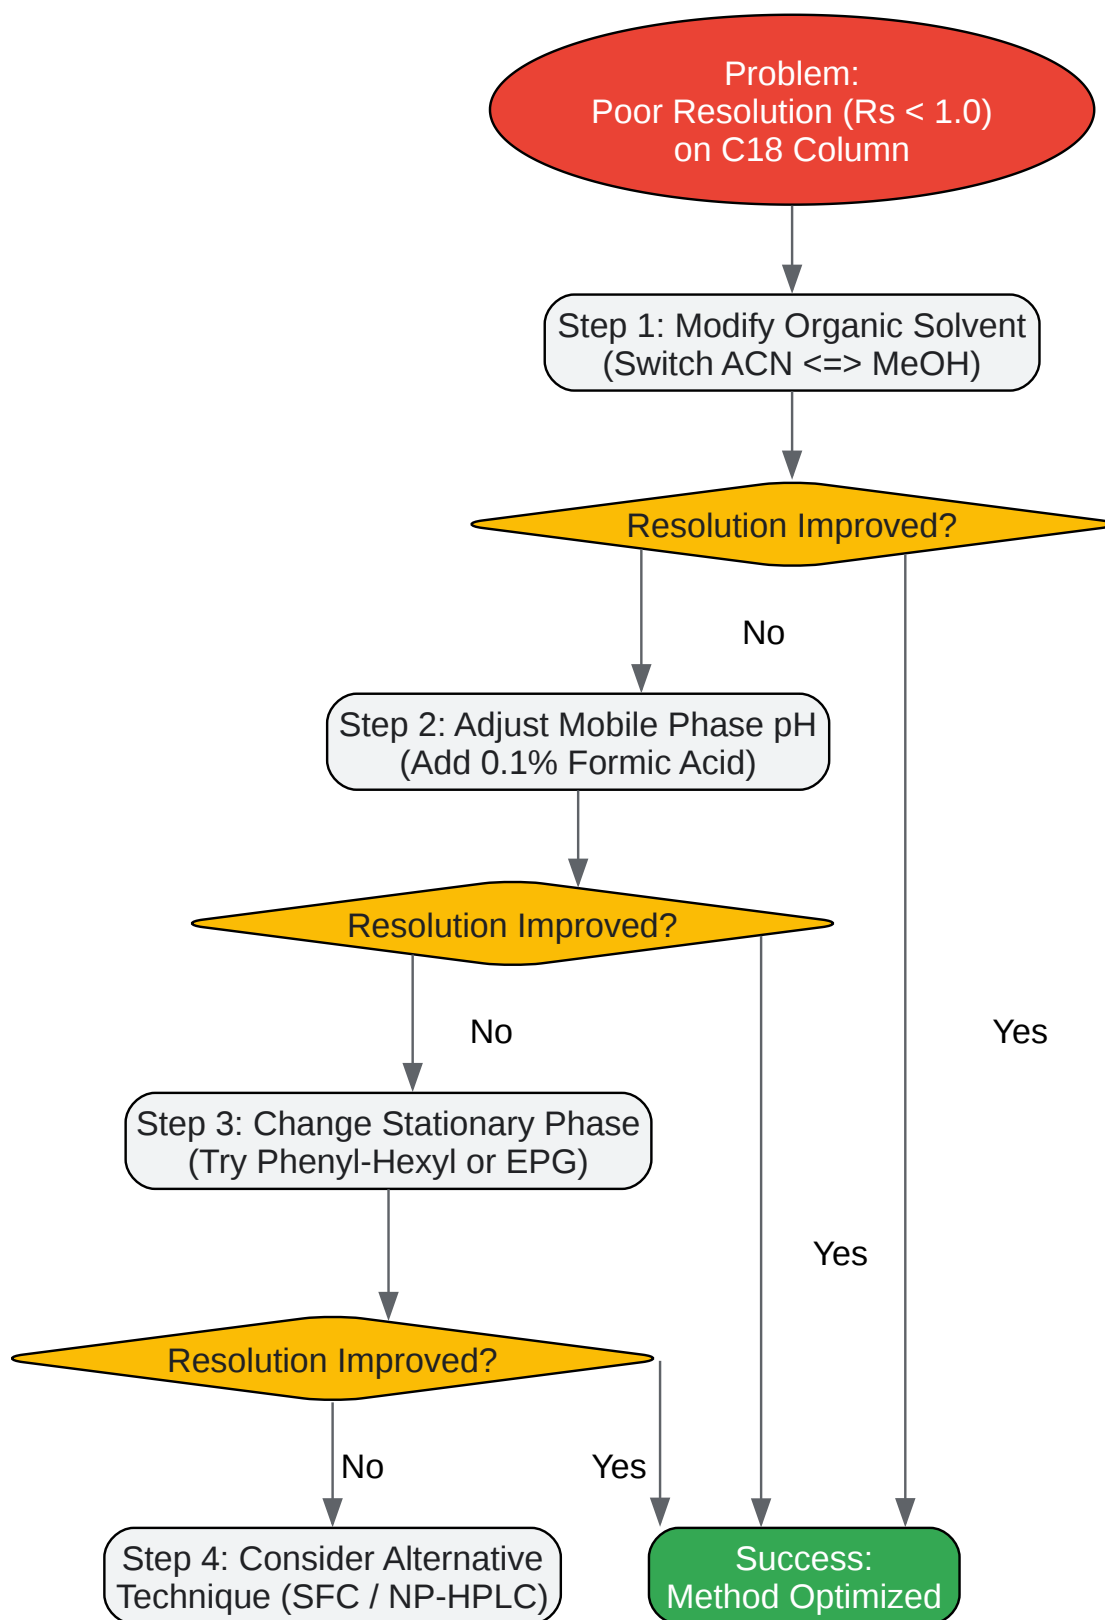 Problem:
Poor Resolution (Rs < 1.0)
on C18 Column
Step 1: Modify Organic Solvent
(Switch ACN <=> MeOH)
Resolution Improved?
No
Step 2: Adjust Mobile Phase pH
(Add 0.1% Formic Acid)
Resolution Improved?
No
Yes
Step 3: Change Stationary Phase
(Try Phenyl-Hexyl or EPG)
Yes
Resolution Improved?
No
Yes
Step 4: Consider Alternative
Technique (SFC / NP-HPLC)
Success:
Method Optimized